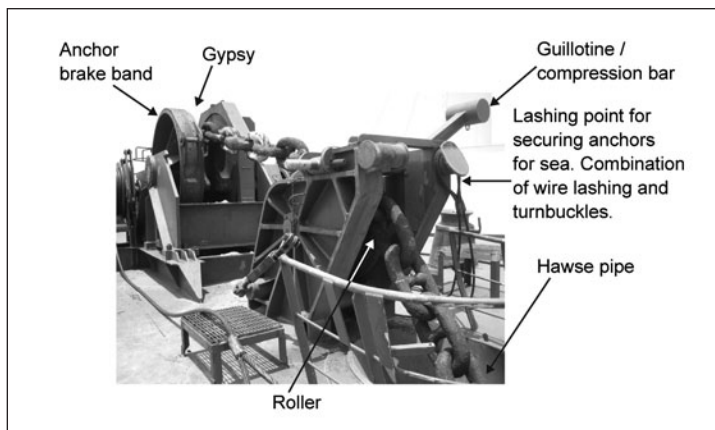 Anchor
brake band
Gypsy
Guillotine /
compression bar
Lashing point for
securing anchors
for sea. Combination
of wire lashing and
turnbuckles.
Hawse pipe
Roller